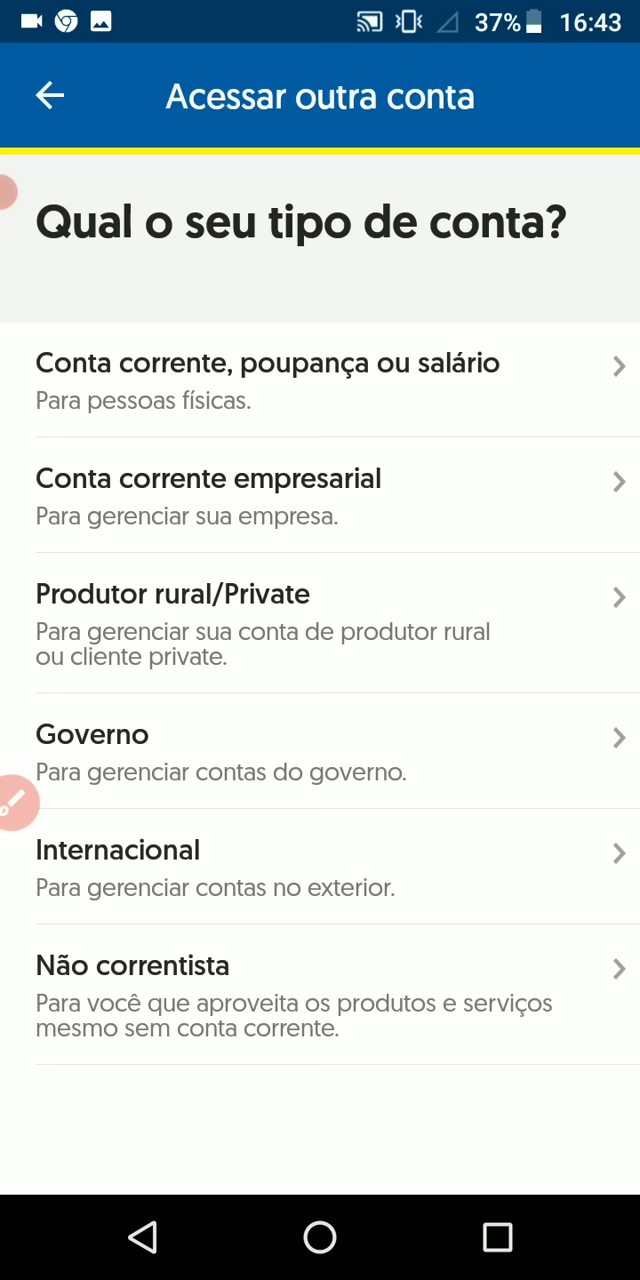 37% 16:43
Acessar outra conta
Qual o seu tipo de conta?
Conta corrente, poupança ou salário
Para pessoas físicas.
Conta corrente empresarial
Para gerenciar sua empresa.
Produtor rural/Private
Para gerenciar sua conta de produtor rural
ou cliente private.
Governo
Para gerenciar contas do governo.
Internacional
Para gerenciar contas no exterior.
Não correntista
Para você que aproveita os produtos e serviços
mesmo sem conta corrente.